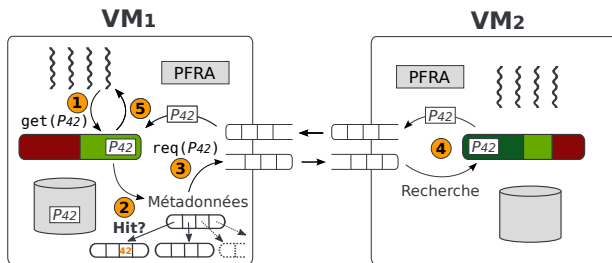 VM1
VM2
PFRA
PFRA
1
5
P42
P42
get(P42)
P42
req(P42)
3
4
P42
Recherche
2
Métadonnées
P42
Hit?
42